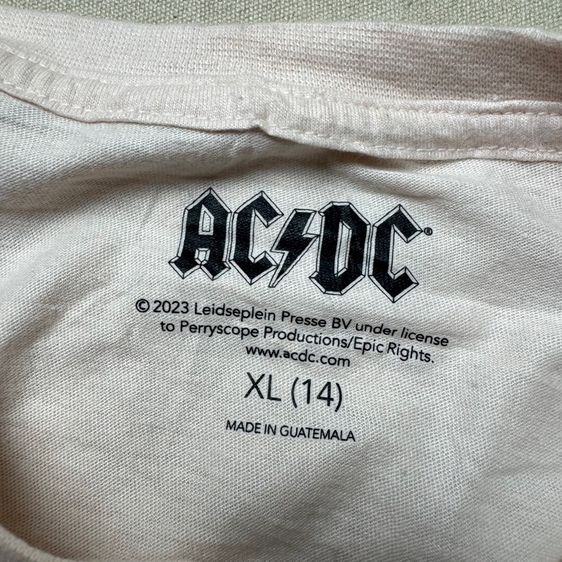 AC⚡DC®
© 2023 Leidseplein Presse BV under license
to Perryscope Productions/Epic Rights.
www.acdc.com
XL (14)
MADE IN GUATEMALA